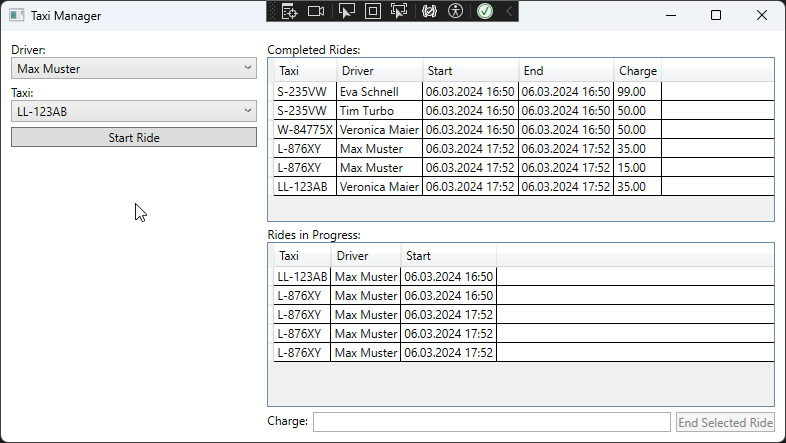 Taxi Manager
Driver:
Max Muster
Taxi:
LL-123AB
Start Ride
Completed Rides:
Taxi Driver Start End Charge
S-235VW Eva Schnell 06.03.2024 16:50 06.03.2024 16:50 99.00
S-235VW Tim Turbo 06.03.2024 16:50 06.03.2024 16:50 50.00
W-84775X Veronica Maier 06.03.2024 16:50 06.03.2024 16:50 50.00
L-876XY Max Muster 06.03.2024 17:52 06.03.2024 17:52 35.00
L-876XY Max Muster 06.03.2024 17:52 06.03.2024 17:52 15.00
LL-123AB Veronica Maier 06.03.2024 17:52 06.03.2024 17:52 35.00
Rides in Progress:
Taxi Driver Start
LL-123AB Max Muster 06.03.2024 16:50
L-876XY Max Muster 06.03.2024 16:50
L-876XY Max Muster 06.03.2024 17:52
L-876XY Max Muster 06.03.2024 17:52
L-876XY Max Muster 06.03.2024 17:52
Charge: End Selected Ride